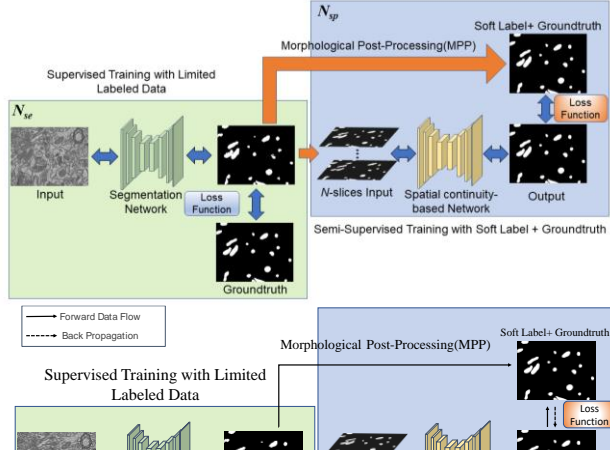 N_sp
Soft Label+ Groundtruth
Morphological Post-Processing(MPP)
Supervised Training with Limited
Labeled Data
N_se
Loss
Function
Input
Segmentation
Network
Loss
Function
N-slices Input
Spatial continuity-
based Network
Output
Semi-Supervised Training with Soft Label + Groundtruth
Groundtruth
Forward Data Flow
Back Propagation
Soft Label+ Groundtruth
Morphological Post-Processing(MPP)
Supervised Training with Limited
Labeled Data
Loss
Function